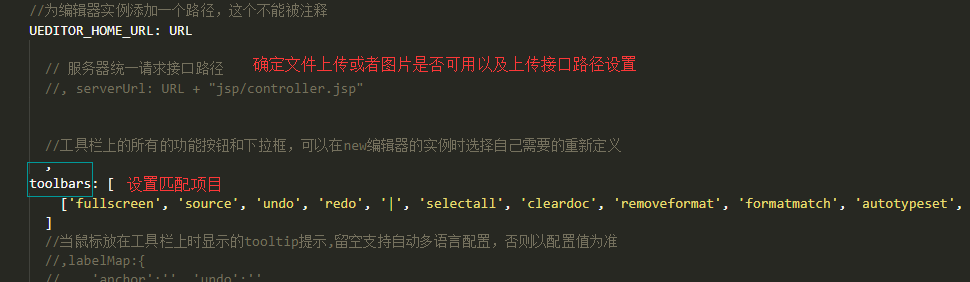 //为编辑器实例添加一个路径，这个不能被注释
UEDITOR_HOME_URL: URL
// 服务器统一请求接口路径 确定文件上传或者图片是否可用以及上传接口路径设置
//, serverUrl: URL + "jsp/controller.jsp"
//工具栏上的所有的功能按钮和下拉框，可以在new编辑器的实例时选择自己需要的重新定义
,
toolbars: [ 设置匹配项目
['fullscreen', 'source', 'undo', 'redo', '|', 'selectall', 'cleardoc', 'removeformat', 'formatmatch', 'autotypeset',
]
//当鼠标放在工具栏上时显示的tooltip提示,留空支持自动多语言配置，否则以配置值为准
//,labelMap:{
// 'anchor':'', 'undo':''